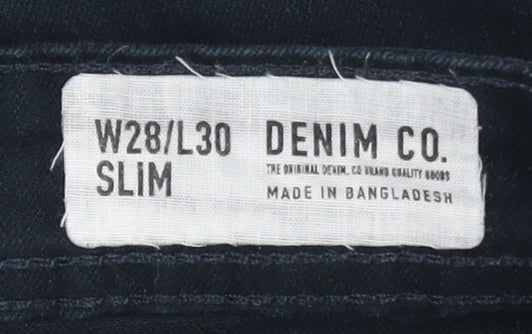 W28/L30
SLiM
DENIM CO.
THE ORIGINAL DENIM. CO BRAND QUALITY GOODS
MADE IN BANGLADESH